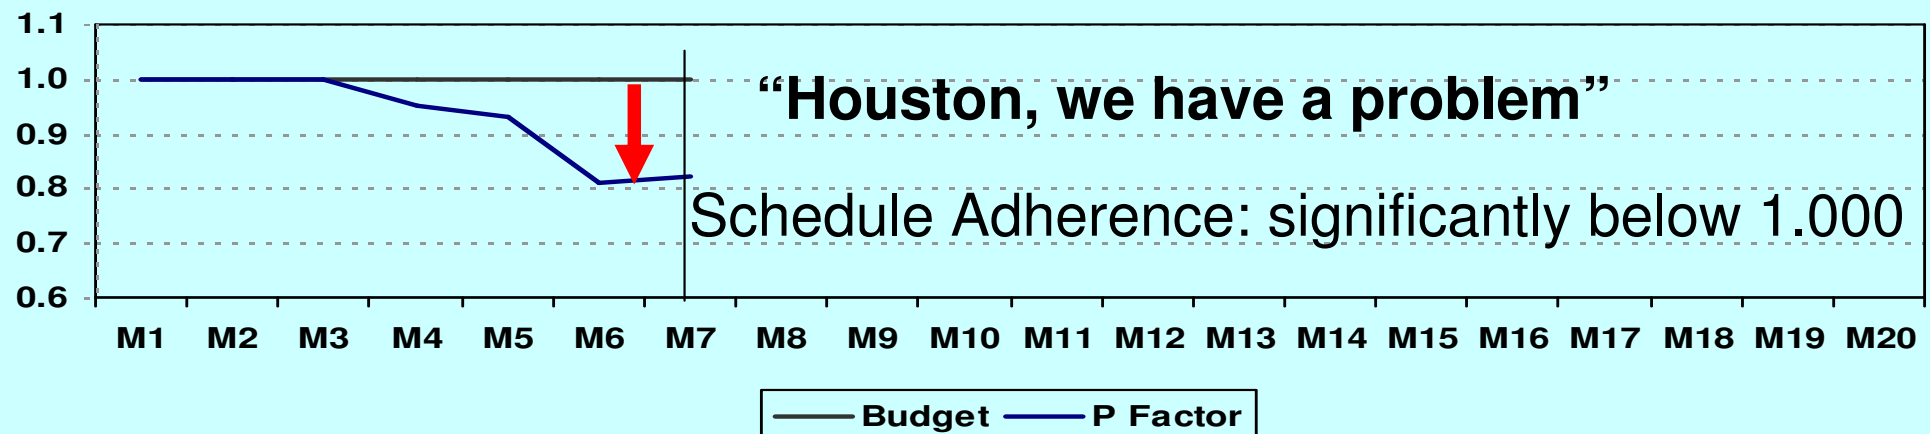 1.1
1.0
0.9
0.8
0.7
0.6
“Houston, we have a problem”
Schedule Adherence: significantly below 1.000
M1 M2 M3 M4 M5 M6 M7 M8 M9 M10 M11 M12 M13 M14 M15 M16 M17 M18 M19 M20
Budget P Factor